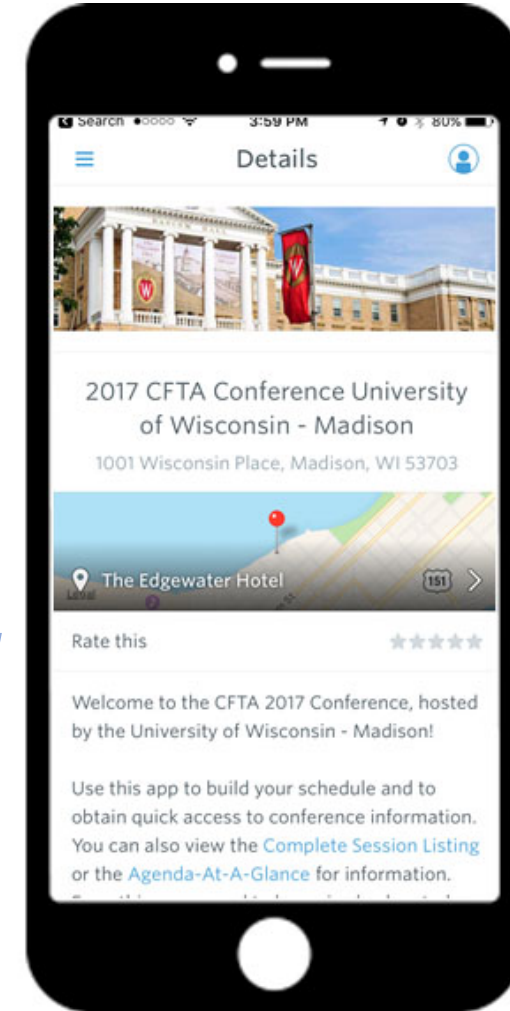 Search 3:59 PM 80%
Details
W
W
2017 CFTA Conference University
of Wisconsin - Madison
1001 Wisconsin Place, Madison, WI 53703
The Edgewater Hotel 151
Legal
Rate this
Welcome to the CFTA 2017 Conference, hosted
by the University of Wisconsin - Madison!
Use this app to build your schedule and to
obtain quick access to conference information.
You can also view the Complete Session Listing
or the Agenda-At-A-Glance for information.